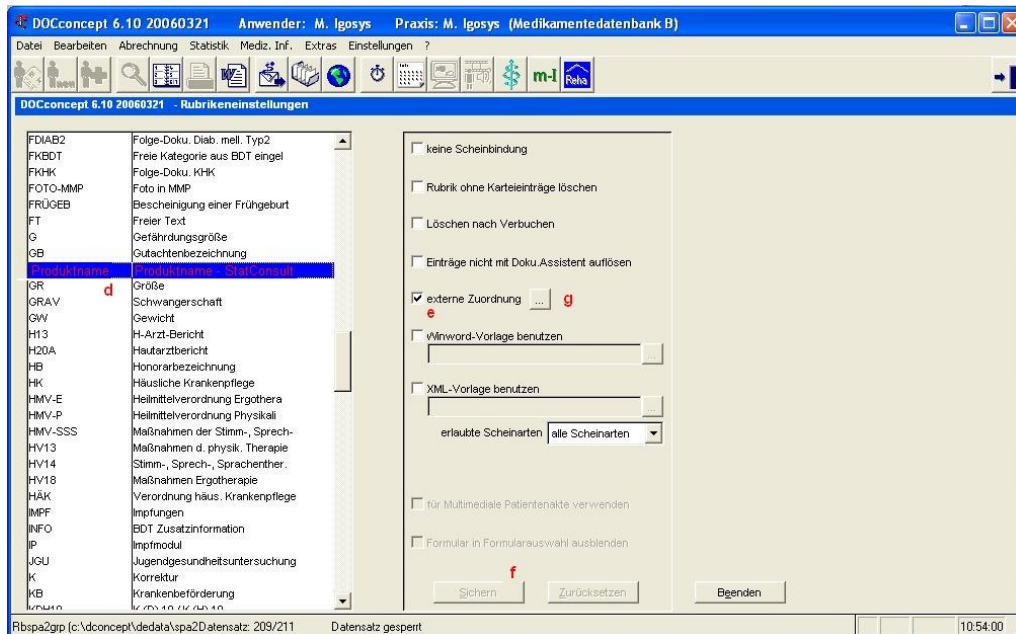 DOCconcept 6.10 20060321 Anwender: M. Igosys Praxis: M. Igosys (Medikamentedatenbank B)
Datei Bearbeiten Abrechnung Statistik Mediz. Inf. Extras Einstellungen ?
new m-I Reha
DOCconcept 6.10 20060321 - Rubrikeneinstellungen
FDIAB2 Folge-Doku. Diab. mell. Typ2
FKBDT Freie Kategorie aus BDT eingel
FKHK Folge-Doku. KHK
FOTO-MMP Foto in MMP
FRÜGEB Bescheinigung einer Frühgeburt
FT Freier Text
G Gefährdungsgröße
GB Gutachtenbezeichnung
Produktname Produktname - StatConsult
d
GR Größe
GRAV Schwangerschaft
GW Gewicht
H13 H-Arzt-Bericht
H20A Hautarztbericht
HB Honorarbezeichnung
HK Häusliche Krankenpflege
HMV-E Heilmittelverordnung Ergothera
HMV-P Heilmittelverordnung Physikali
HMV-SSS Maßnahmen der Stimm-, Sprech-
HV13 Maßnahmen d. physik. Therapie
HV14 Stimm-, Sprech-, Sprachenther.
HV18 Maßnahmen Ergotherapie
HÄK Verordnung häus. Krankenpflege
IMPF Impfungen
INFO BDT Zusatzinformation
IP Impfmodul
JGU Jugendgesundheitsuntersuchung
K Korrektur
KB Krankenbeförderung
keine Scheinbindung
Rubrik ohne Karteieinträge löschen
Löschen nach Verbuchen
Einträge nicht mit Doku.Assistent auflösen
externe Zuordnung ... g
e
Winword-Vorlage benutzen
...
XML-Vorlage benutzen
...
erlaubte Scheinarten alle Scheinarten
für Multimediale Patientenakte verwenden
Formular in Formularauswahl ausblenden
f
Sichern Zurücksetzen Beenden
Rbspa2grp (c:\dconcept\dedata\spa2Datensatz: 209/211 Datensatz gesperrt 10:54:00